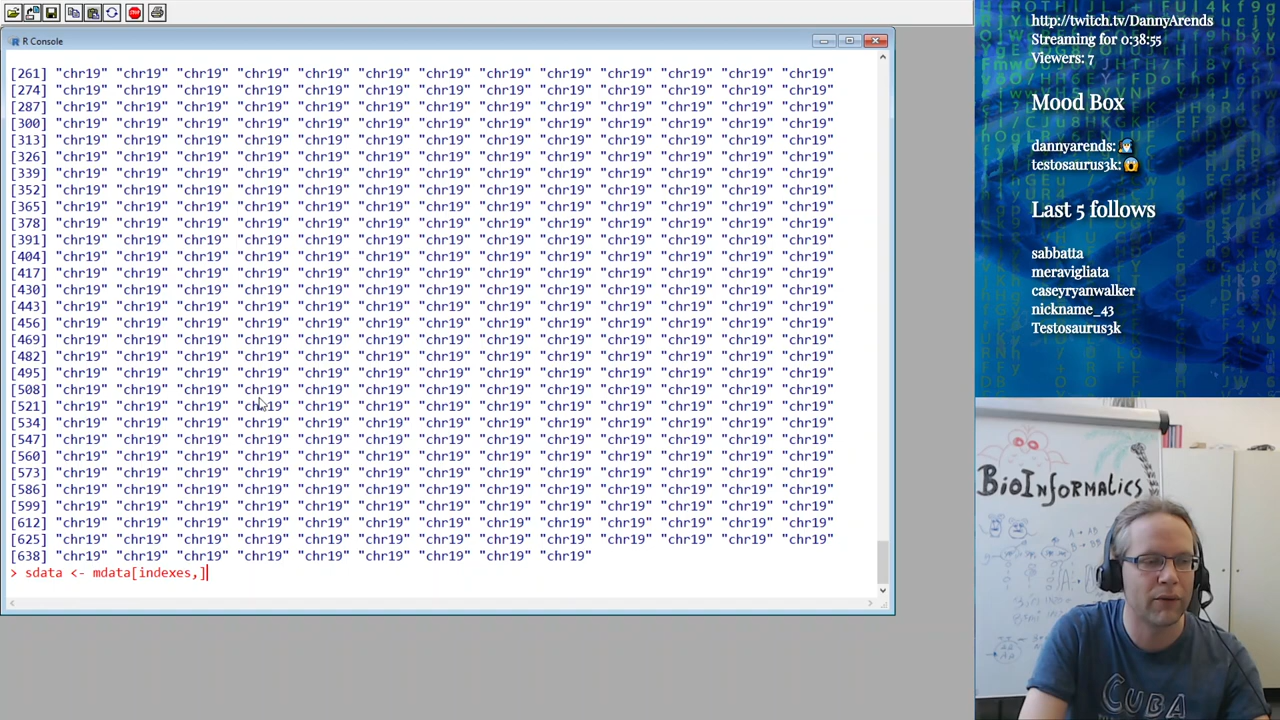 R Console
[261] "chr19" "chr19" "chr19" "chr19" "chr19" "chr19" "chr19" "chr19" "chr19" "chr19" "chr19" "chr19" "chr19"
[274] "chr19" "chr19" "chr19" "chr19" "chr19" "chr19" "chr19" "chr19" "chr19" "chr19" "chr19" "chr19" "chr19"
[287] "chr19" "chr19" "chr19" "chr19" "chr19" "chr19" "chr19" "chr19" "chr19" "chr19" "chr19" "chr19" "chr19"
[300] "chr19" "chr19" "chr19" "chr19" "chr19" "chr19" "chr19" "chr19" "chr19" "chr19" "chr19" "chr19" "chr19"
[313] "chr19" "chr19" "chr19" "chr19" "chr19" "chr19" "chr19" "chr19" "chr19" "chr19" "chr19" "chr19" "chr19"
[326] "chr19" "chr19" "chr19" "chr19" "chr19" "chr19" "chr19" "chr19" "chr19" "chr19" "chr19" "chr19" "chr19"
[339] "chr19" "chr19" "chr19" "chr19" "chr19" "chr19" "chr19" "chr19" "chr19" "chr19" "chr19" "chr19" "chr19"
[352] "chr19" "chr19" "chr19" "chr19" "chr19" "chr19" "chr19" "chr19" "chr19" "chr19" "chr19" "chr19" "chr19"
[365] "chr19" "chr19" "chr19" "chr19" "chr19" "chr19" "chr19" "chr19" "chr19" "chr19" "chr19" "chr19" "chr19"
[378] "chr19" "chr19" "chr19" "chr19" "chr19" "chr19" "chr19" "chr19" "chr19" "chr19" "chr19" "chr19" "chr19"
[391] "chr19" "chr19" "chr19" "chr19" "chr19" "chr19" "chr19" "chr19" "chr19" "chr19" "chr19" "chr19" "chr19"
[404] "chr19" "chr19" "chr19" "chr19" "chr19" "chr19" "chr19" "chr19" "chr19" "chr19" "chr19" "chr19" "chr19"
[417] "chr19" "chr19" "chr19" "chr19" "chr19" "chr19" "chr19" "chr19" "chr19" "chr19" "chr19" "chr19" "chr19"
[430] "chr19" "chr19" "chr19" "chr19" "chr19" "chr19" "chr19" "chr19" "chr19" "chr19" "chr19" "chr19" "chr19"
[443] "chr19" "chr19" "chr19" "chr19" "chr19" "chr19" "chr19" "chr19" "chr19" "chr19" "chr19" "chr19" "chr19"
[456] "chr19" "chr19" "chr19" "chr19" "chr19" "chr19" "chr19" "chr19" "chr19" "chr19" "chr19" "chr19" "chr19"
[469] "chr19" "chr19" "chr19" "chr19" "chr19" "chr19" "chr19" "chr19" "chr19" "chr19" "chr19" "chr19" "chr19"
[482] "chr19" "chr19" "chr19" "chr19" "chr19" "chr19" "chr19" "chr19" "chr19" "chr19" "chr19" "chr19" "chr19"
[495] "chr19" "chr19" "chr19" "chr19" "chr19" "chr19" "chr19" "chr19" "chr19" "chr19" "chr19" "chr19" "chr19"
[508] "chr19" "chr19" "chr19" "chr19" "chr19" "chr19" "chr19" "chr19" "chr19" "chr19" "chr19" "chr19" "chr19"
[521] "chr19" "chr19" "chr19" "chr19" "chr19" "chr19" "chr19" "chr19" "chr19" "chr19" "chr19" "chr19" "chr19"
[534] "chr19" "chr19" "chr19" "chr19" "chr19" "chr19" "chr19" "chr19" "chr19" "chr19" "chr19" "chr19" "chr19"
[547] "chr19" "chr19" "chr19" "chr19" "chr19" "chr19" "chr19" "chr19" "chr19" "chr19" "chr19" "chr19" "chr19"
[560] "chr19" "chr19" "chr19" "chr19" "chr19" "chr19" "chr19" "chr19" "chr19" "chr19" "chr19" "chr19" "chr19"
[573] "chr19" "chr19" "chr19" "chr19" "chr19" "chr19" "chr19" "chr19" "chr19" "chr19" "chr19" "chr19" "chr19"
[586] "chr19" "chr19" "chr19" "chr19" "chr19" "chr19" "chr19" "chr19" "chr19" "chr19" "chr19" "chr19" "chr19"
[599] "chr19" "chr19" "chr19" "chr19" "chr19" "chr19" "chr19" "chr19" "chr19" "chr19" "chr19" "chr19" "chr19"
[612] "chr19" "chr19" "chr19" "chr19" "chr19" "chr19" "chr19" "chr19" "chr19" "chr19" "chr19" "chr19" "chr19"
[625] "chr19" "chr19" "chr19" "chr19" "chr19" "chr19" "chr19" "chr19" "chr19" "chr19" "chr19" "chr19" "chr19"
[638] "chr19" "chr19" "chr19" "chr19" "chr19" "chr19" "chr19" "chr19" "chr19"
> sdata <- mdata[indexes,]
http://twitch.tv/DannyArends
Streaming for 0:38:55
Viewers: 7
Mood Box
dannyarends:
testosaurus3k:
Last 5 follows
sabbatta
meravigliata
caseyryanwalker
nickname_43
Testosaurus3k
BioInformatics
CUBA